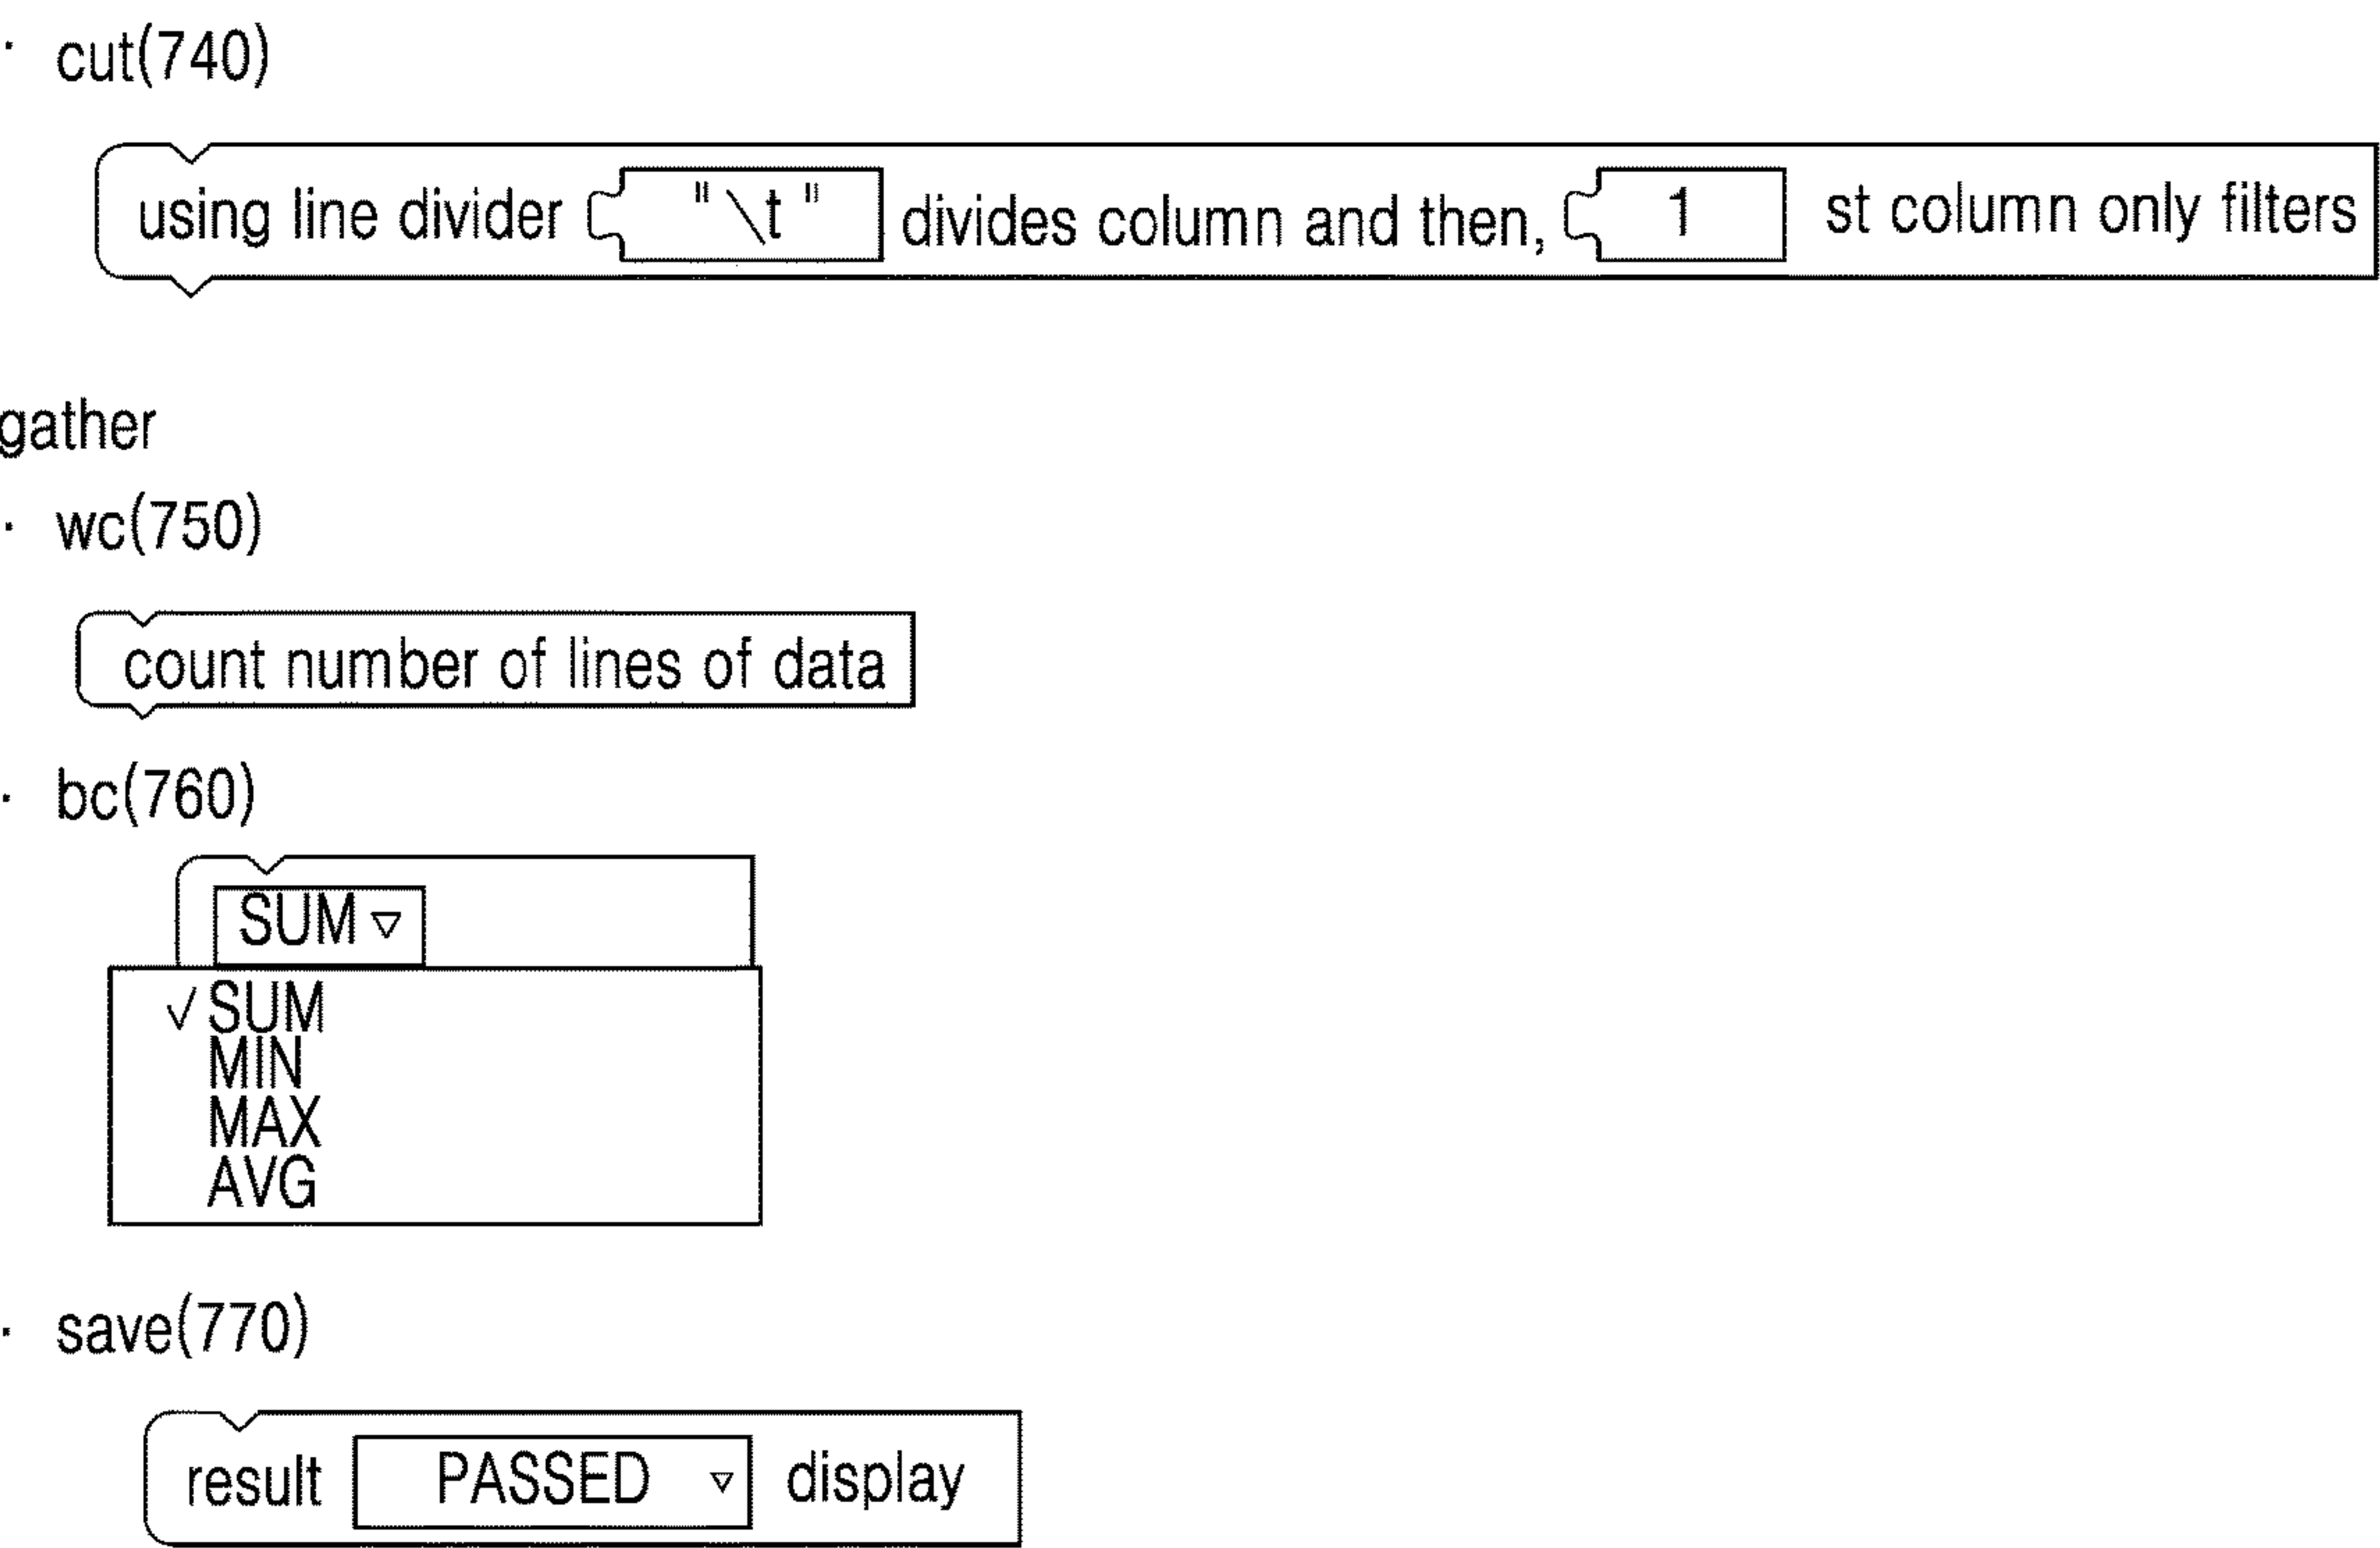 · cut(740)
using line divider "\t" divides column and then, 1 st column only filters
gather
· wc(750)
count number of lines of data
· bc(760)
SUM ▿
√ SUM
MIN
MAX
AVG
· save(770)
result PASSED ▿ display